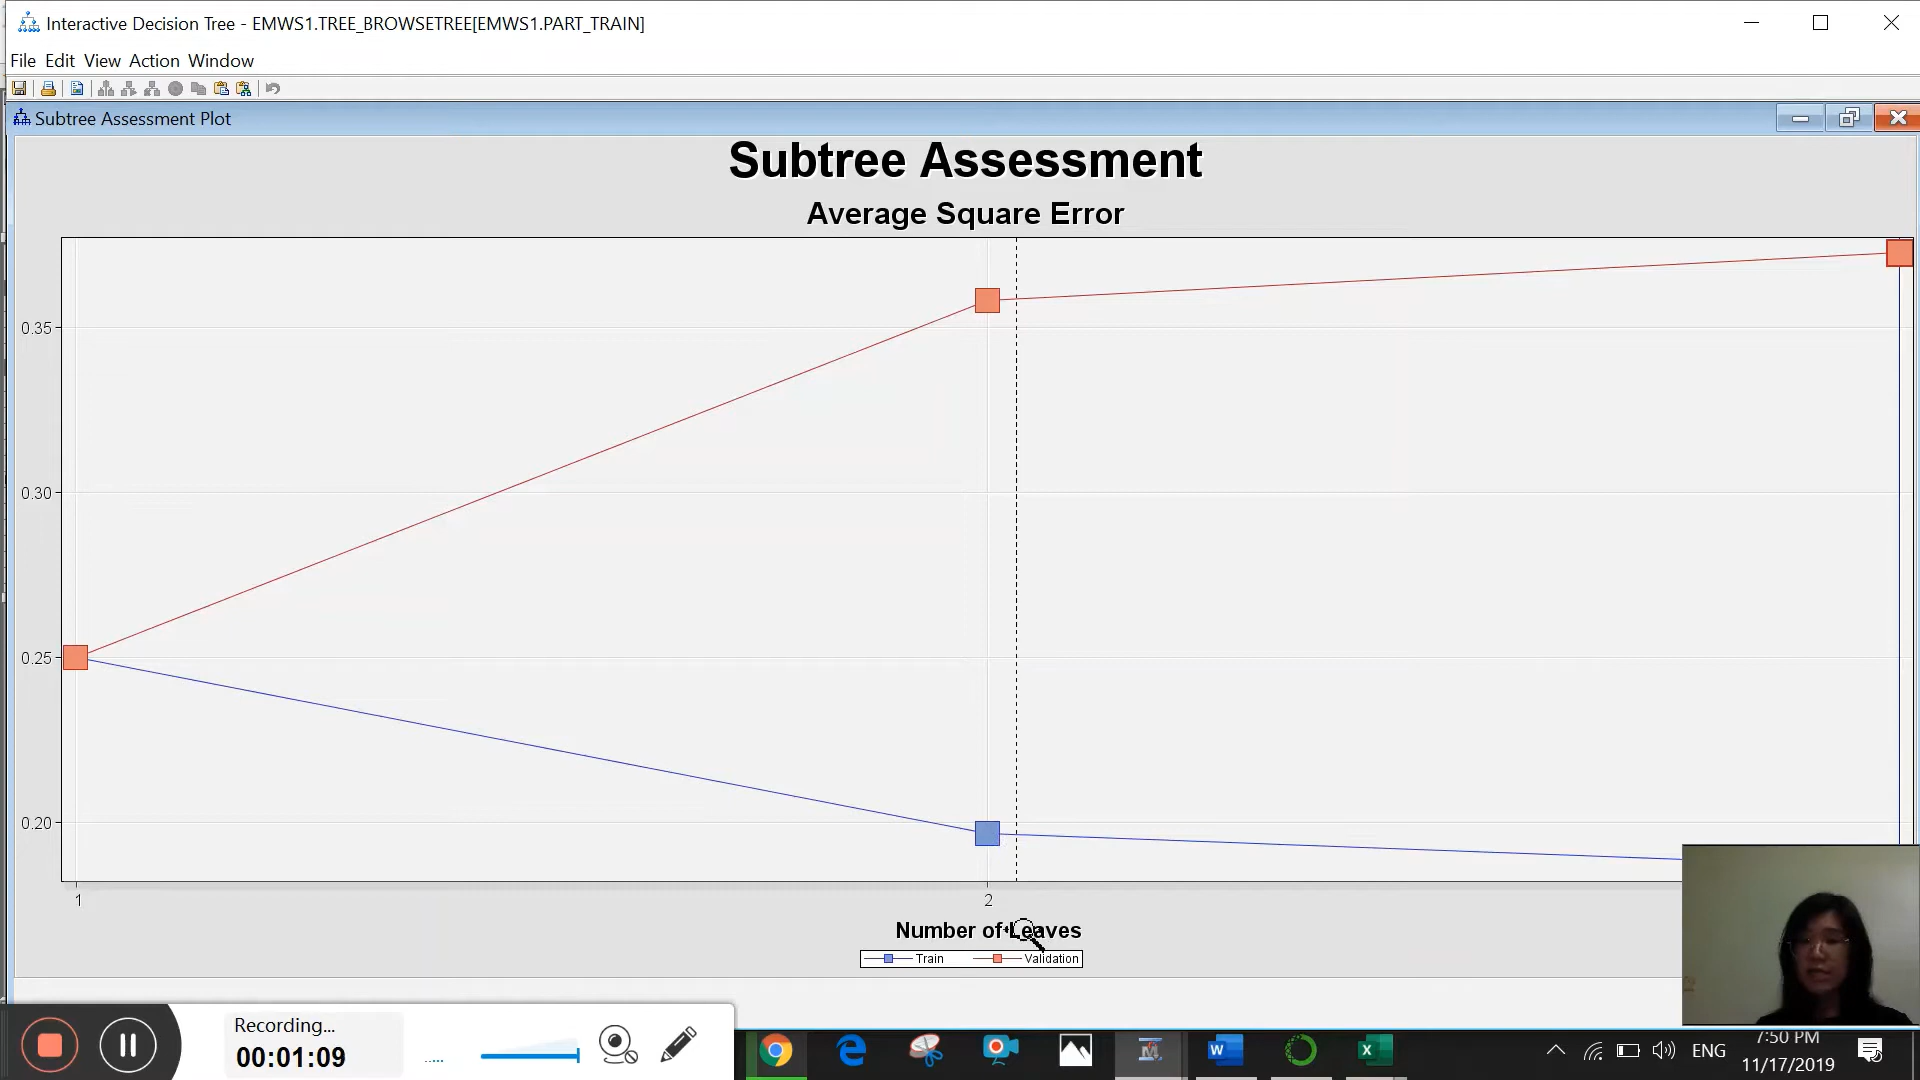 Interactive Decision Tree - EMWS1.TREE_BROWSETREE[EMWS1.PART_TRAIN]
File Edit View Action Window
Subtree Assessment Plot
Subtree Assessment
Average Square Error
0.35
0.30
0.25
0.20
1
2
Number of Leaves
Train
Validation
Recording...
00:01:09
ENG
7:50 PM
11/17/2019